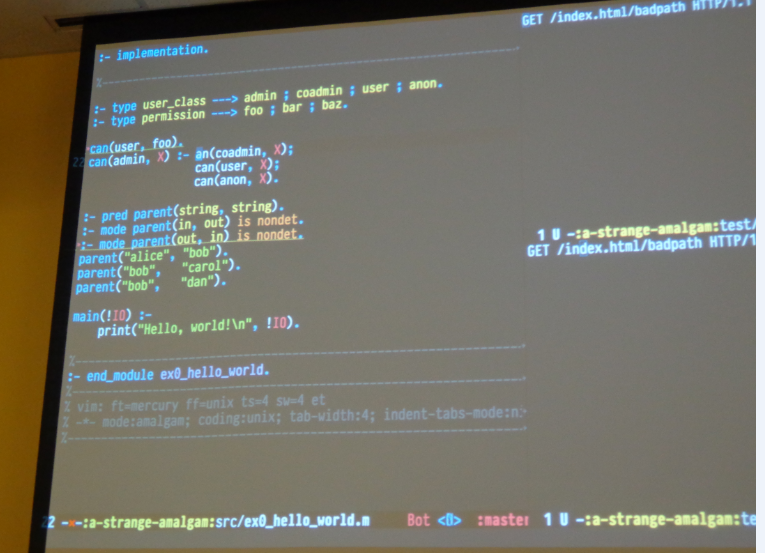 :- implementation.
%-----------------------------------------------------------%
:- type user_class ---> admin ; coadmin ; user ; anon.
:- type permission ---> foo ; bar ; baz.
can(user, foo).
22 can(admin, X) :- an(coadmin, X);
can(user, X);
can(anon, X).
:- pred parent(string, string).
:- mode parent(in, out) is nondet.
:- mode parent(out, in) is nondet.
parent("alice", "bob").
parent("bob", "carol").
parent("bob", "dan").
main(!IO) :-
print("Hello, world!\n", !IO).
%-----------------------------------------------------------%
:- end_module ex0_hello_world.
%-----------------------------------------------------------%
% vim: ft=mercury ff=unix ts=4 sw=4 et
% -*- mode:amalgam; coding:unix; tab-width:4; indent-tabs-mode:n
%-----------------------------------------------------------%
22 -*-:a-strange-amalgam:src/ex0_hello_world.m Bot <D> :master
GET /index.html/badpath HTTP/1.1
1 U -:a-strange-amalgam:test/
GET /index.html/badpath HTTP/1
1 U -:a-strange-amalgam:te